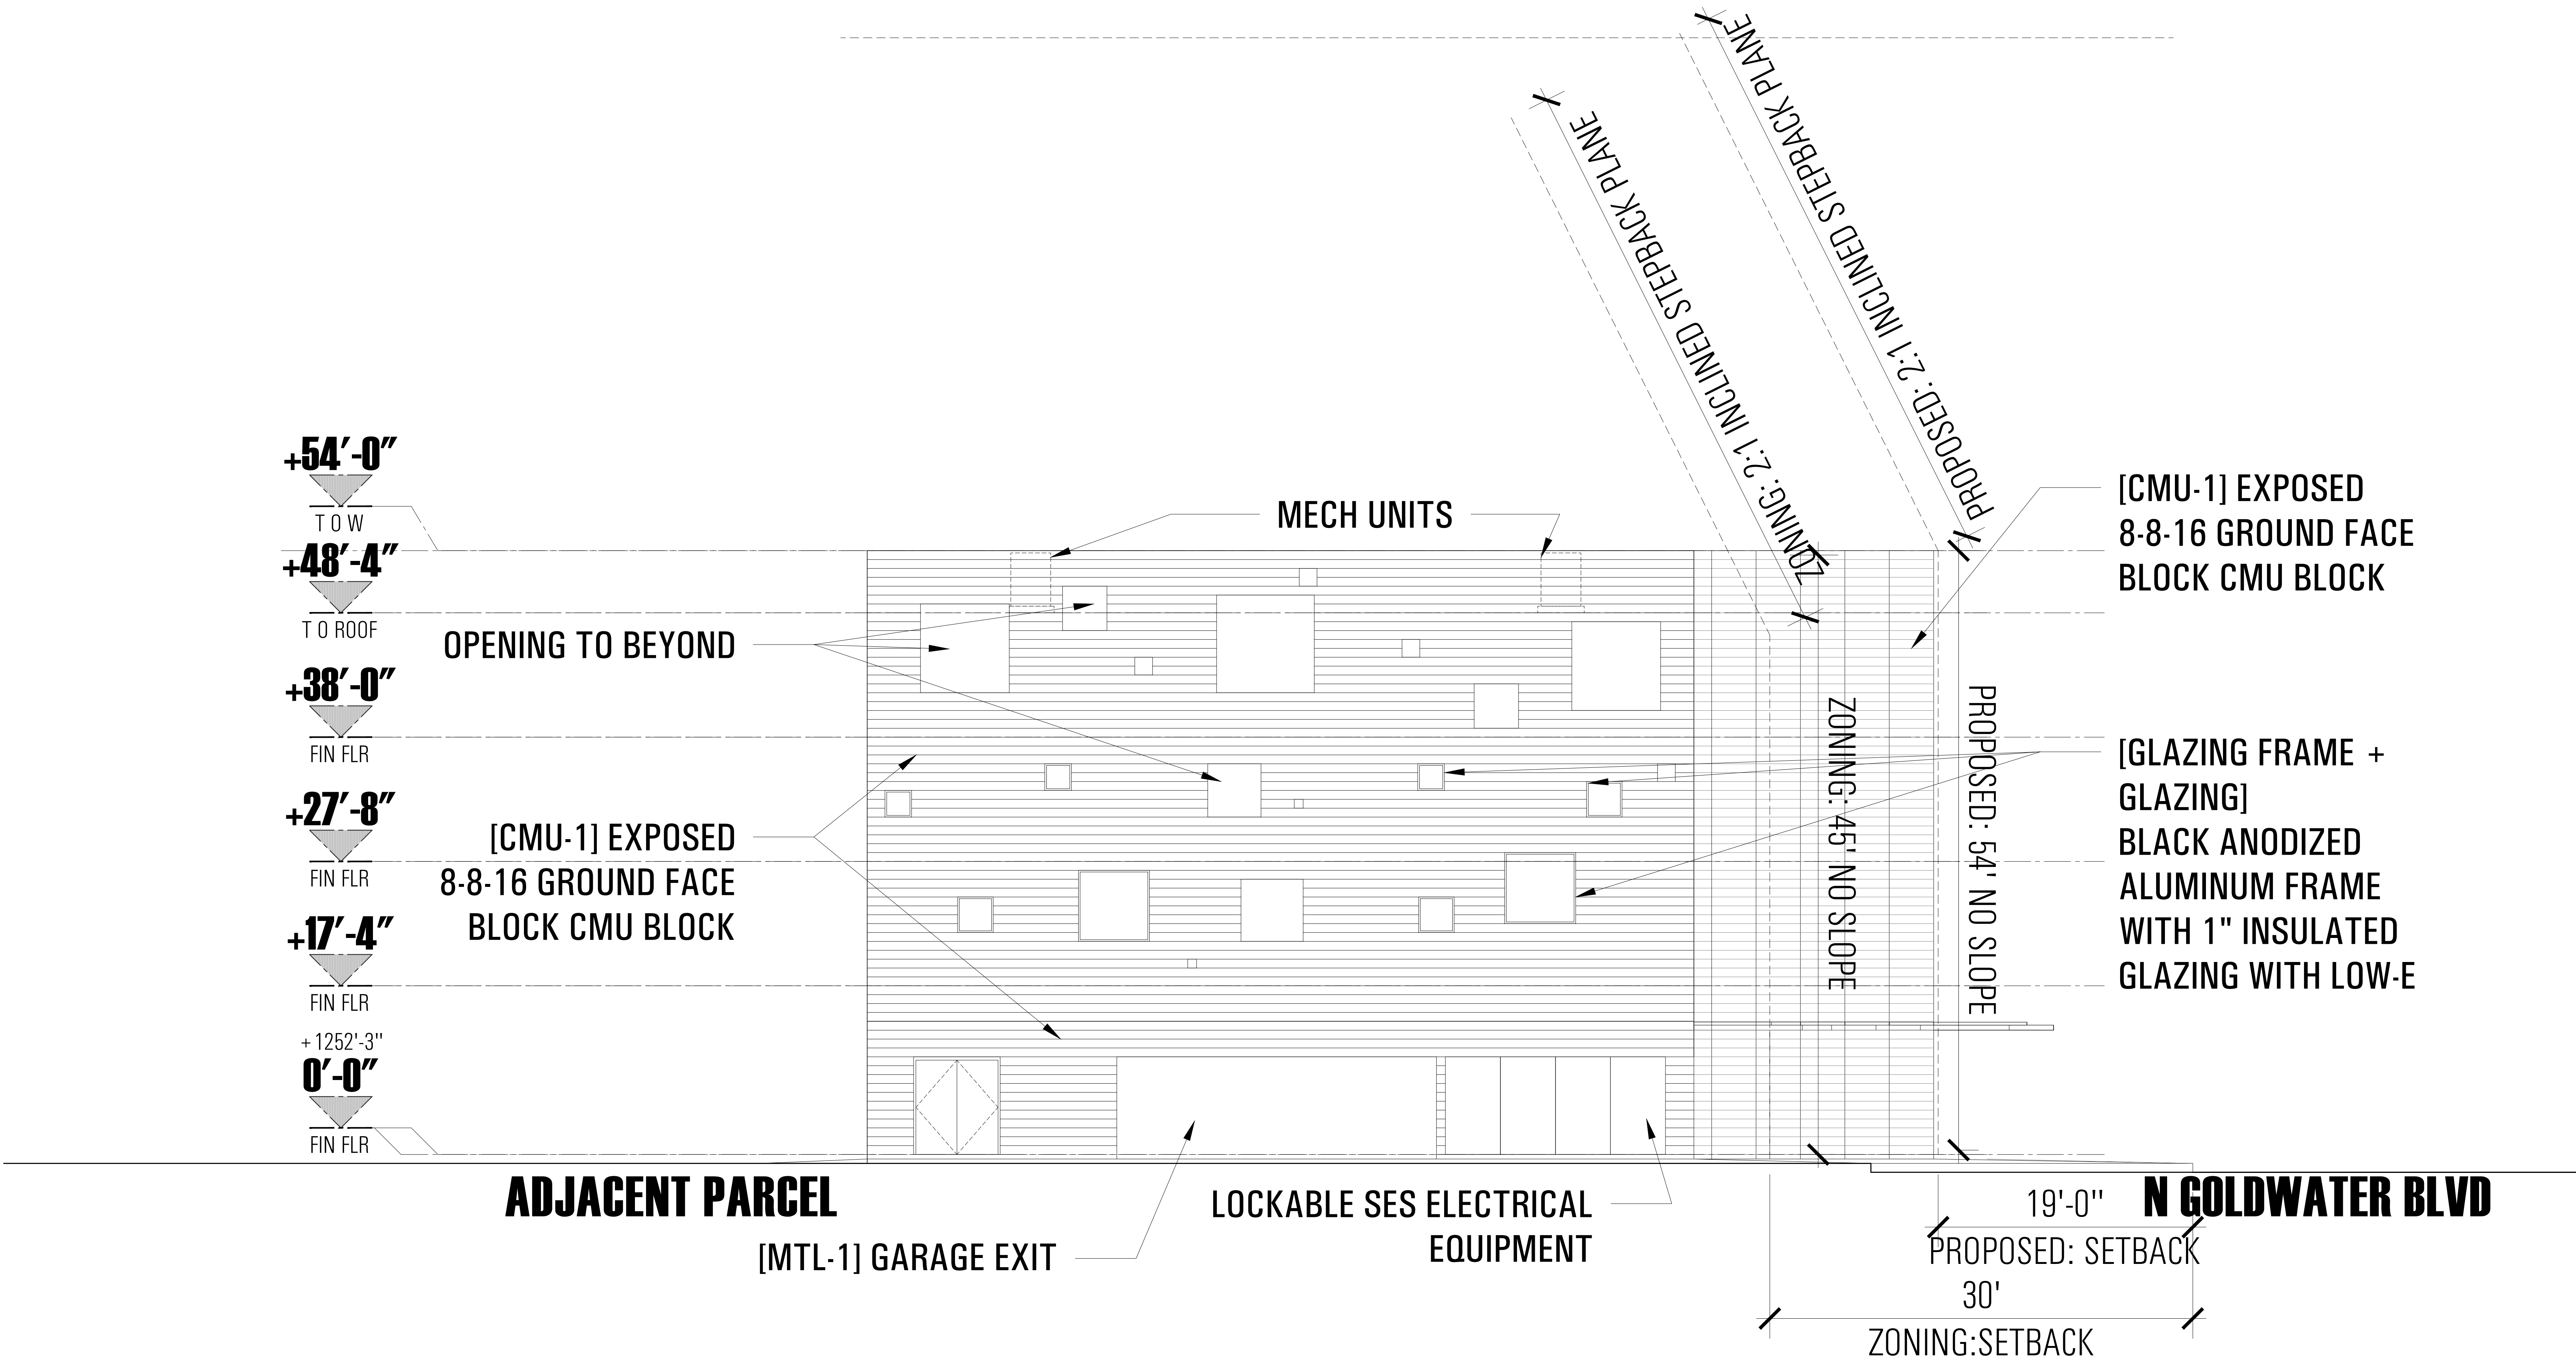 +54'-0"
T O W
+48'-4"
T O ROOF
+38'-0"
FIN FLR
+27'-8"
FIN FLR
+17'-4"
FIN FLR
+1252'-3"
0'-0"
FIN FLR
OPENING TO BEYOND
[CMU-1] EXPOSED
8-8-16 GROUND FACE
BLOCK CMU BLOCK
MECH UNITS
ZONING: 2:1 INCLINED STEPBACK PLANE
PROPOSED: 2:1 INCLINED STEPBACK PLANE
ZONING: 45' NO SLOPE
PROPOSED: 54' NO SLOPE
[CMU-1] EXPOSED
8-8-16 GROUND FACE
BLOCK CMU BLOCK
[GLAZING FRAME +
GLAZING]
BLACK ANODIZED
ALUMINUM FRAME
WITH 1" INSULATED
GLAZING WITH LOW-E
ADJACENT PARCEL
[MTL-1] GARAGE EXIT
LOCKABLE SES ELECTRICAL
EQUIPMENT
N GOLDWATER BLVD
19'-0"
PROPOSED: SETBACK
30'
ZONING:SETBACK